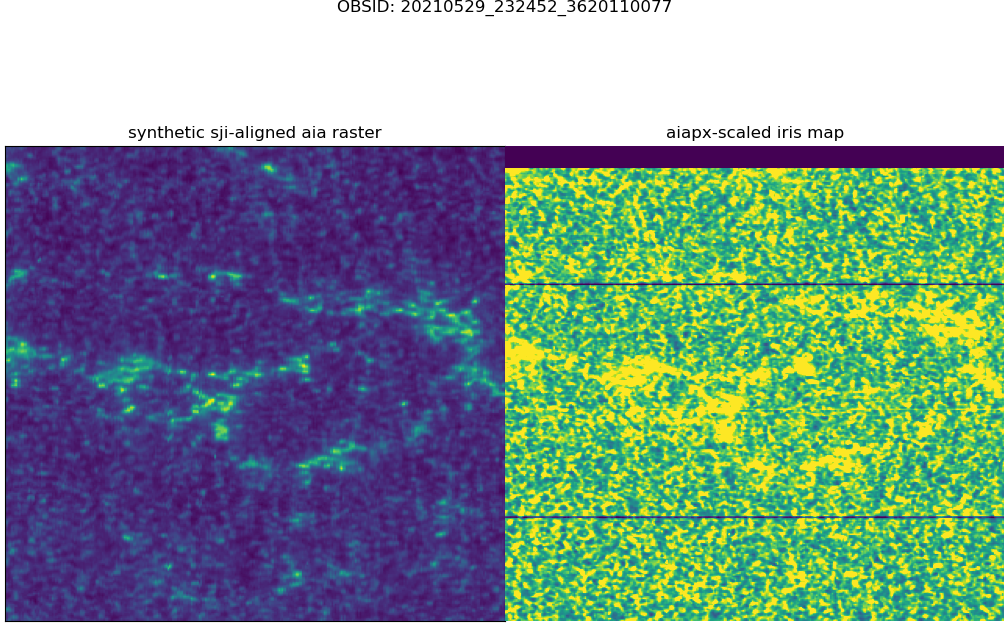 OBSID: 20210529_232452_3620110077
synthetic sji-aligned aia raster
aiapx-scaled iris map